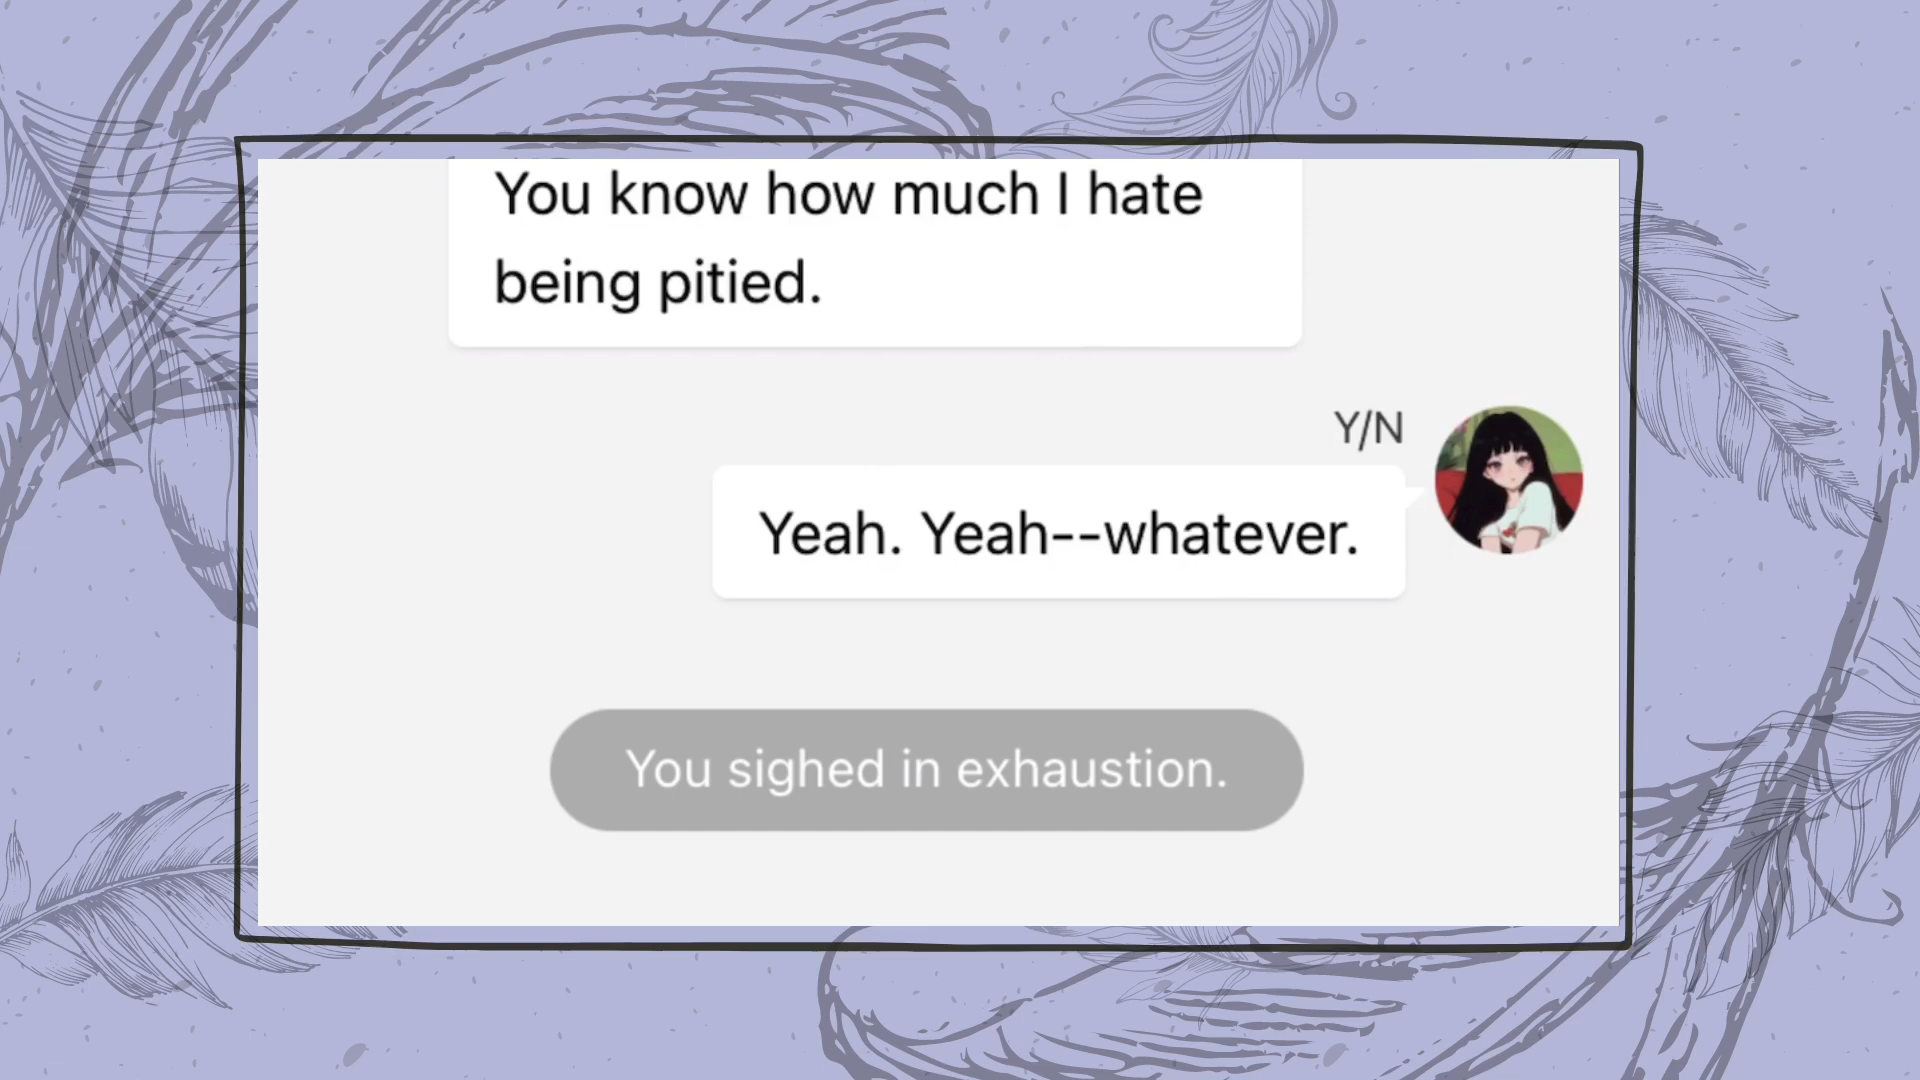 You know how much I hate
being pitied.
Y/N
Yeah. Yeah--whatever.
You sighed in exhaustion.